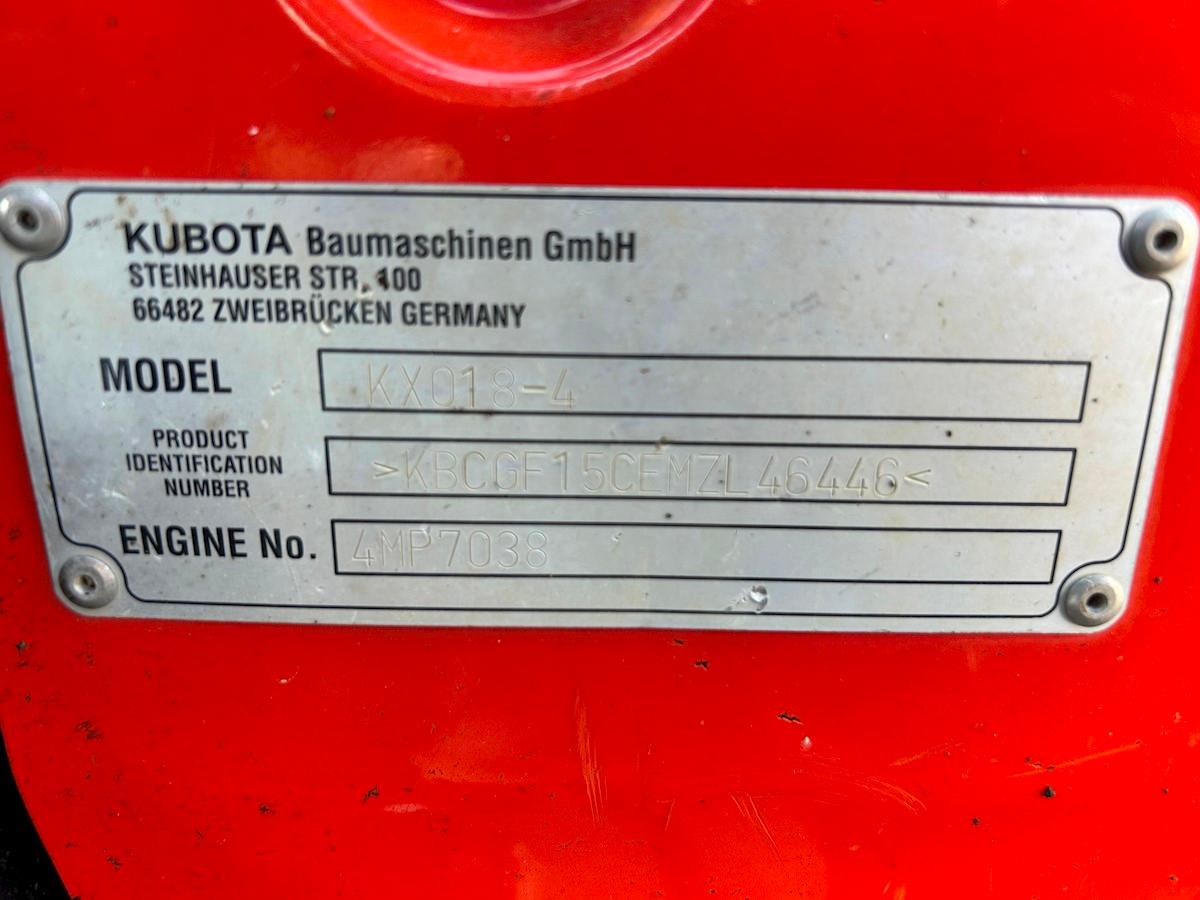 KUBOTA Baumaschinen GmbH
STEINHAUSER STR. 100
66482 ZWEIBRÜCKEN GERMANY
MODEL KX018-4
PRODUCT
IDENTIFICATION
NUMBER
>KBCGF15CEMZL46446<
ENGINE No. 4MP7038